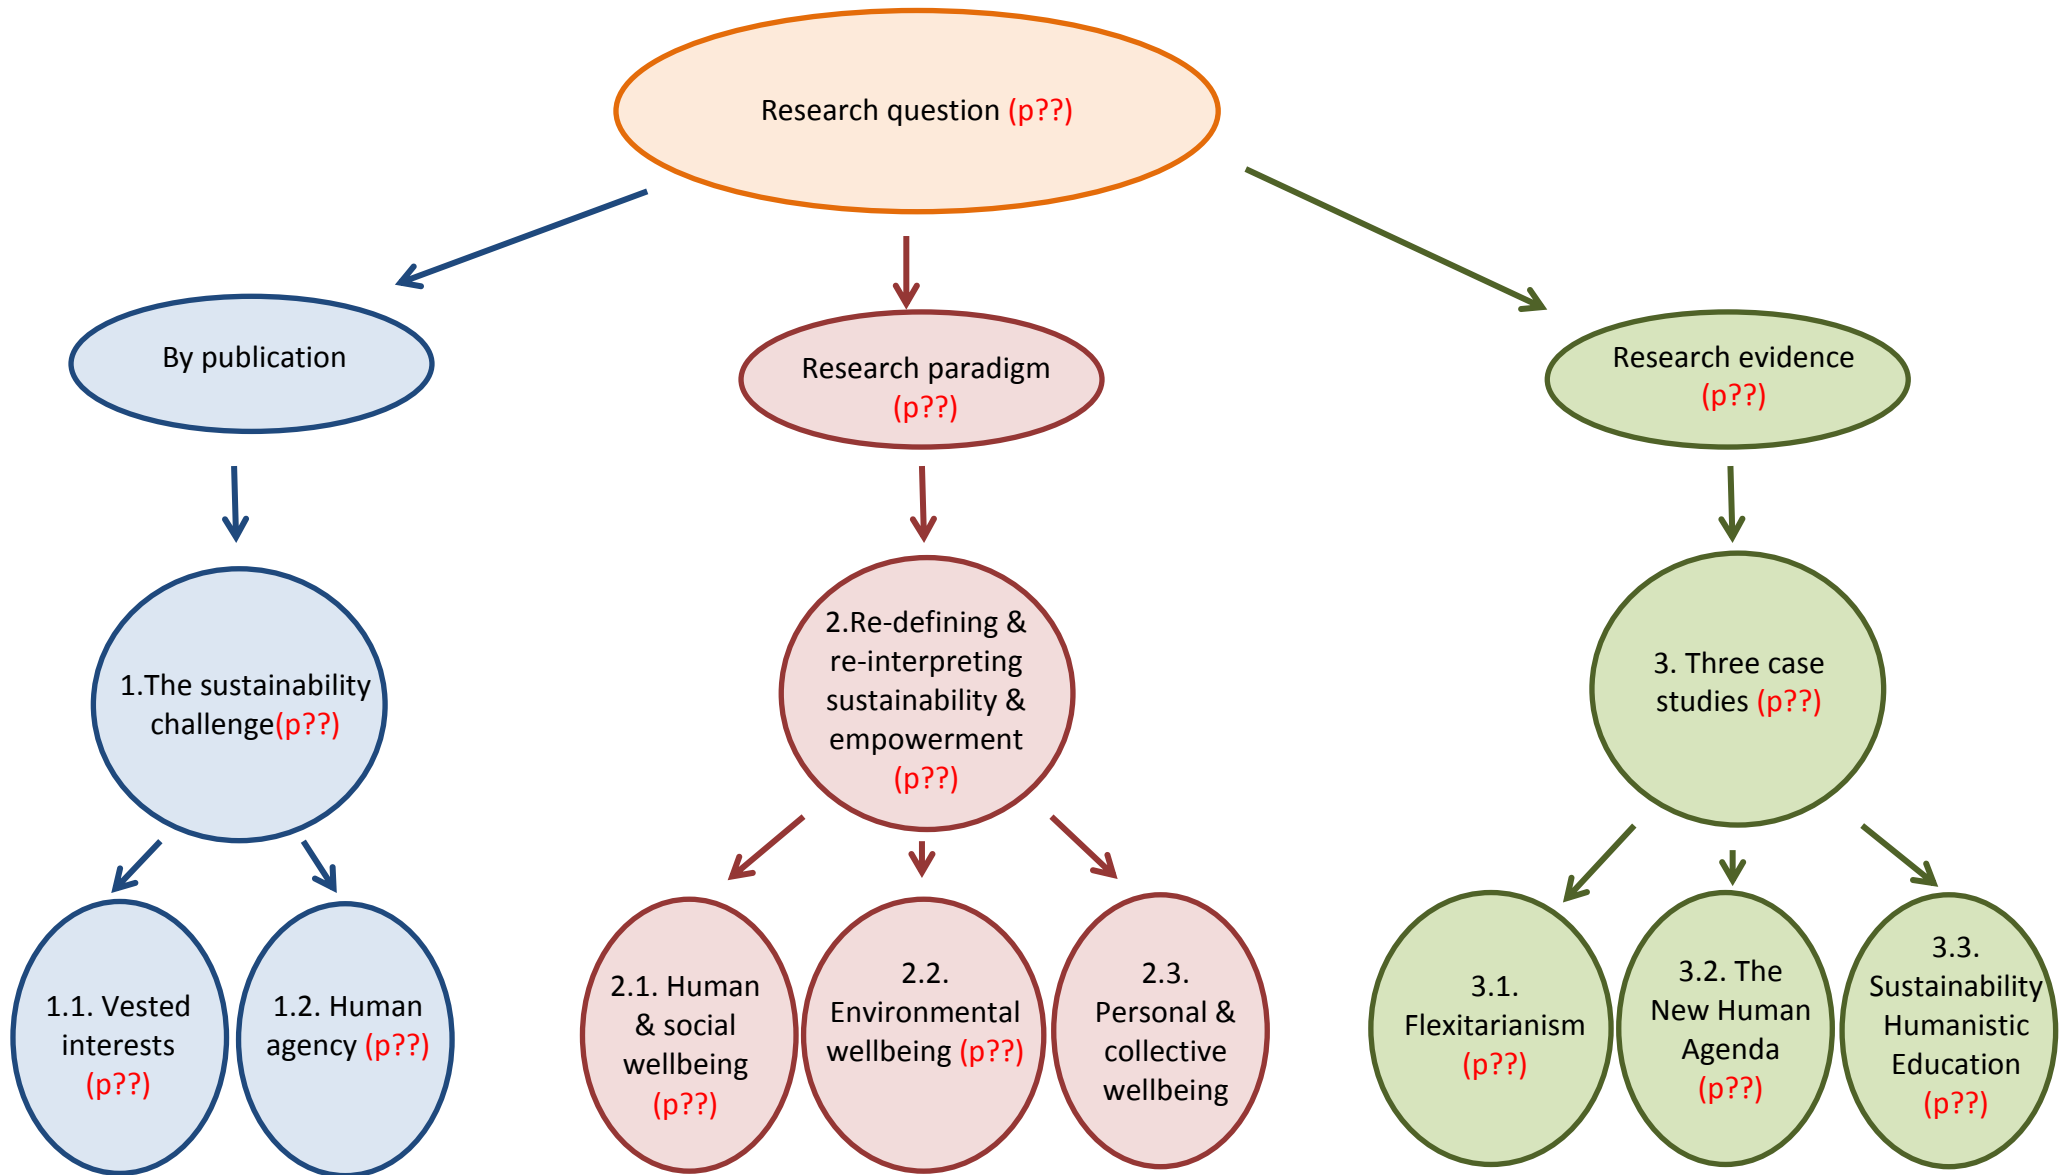 Research question (p??)
By publication
Research paradigm
(p??)
Research evidence
(p??)
1.The sustainability
challenge(p??)
2.Re-defining &
re-interpreting
sustainability &
empowerment
(p??)
3. Three case
studies (p??)
1.1. Vested
interests
(p??)
1.2. Human
agency (p??)
2.1. Human
& social
wellbeing
(p??)
2.2.
Environmental
wellbeing (p??)
2.3.
Personal &
collective
wellbeing
3.1.
Flexitarianism
(p??)
3.2. The
New Human
Agenda
(p??)
3.3.
Sustainability
Humanistic
Education
(p??)